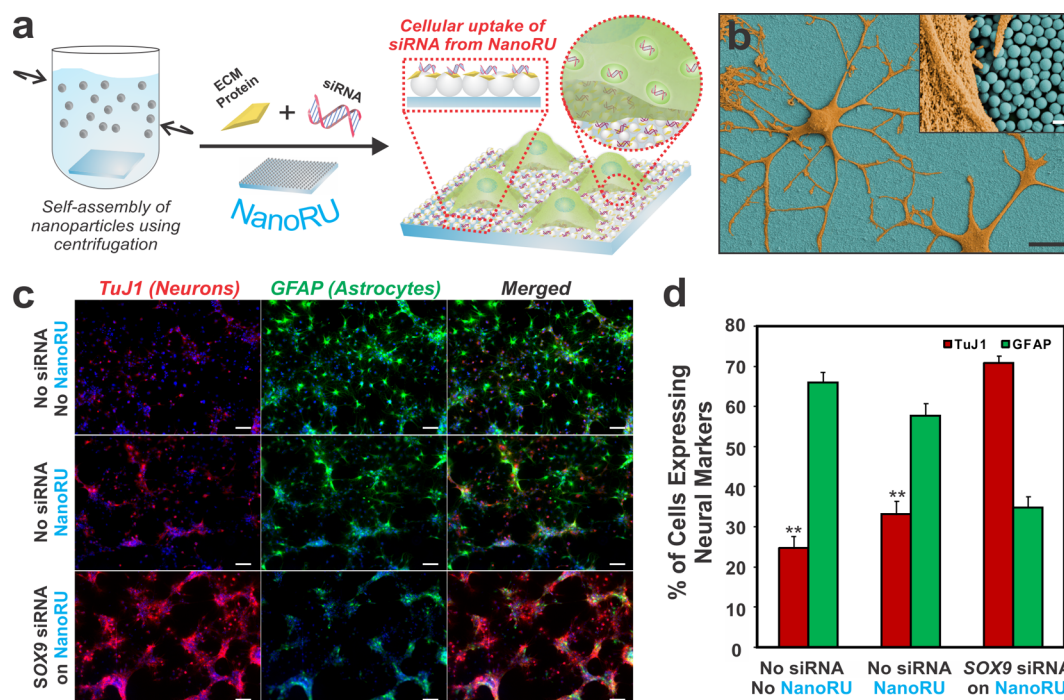 a
Self-assembly of
nanoparticles using
centrifugation
ECM
Protein
+
siRNA
NanoRU
Cellular uptake of
siRNA from NanoRU
b
c
TuJ1 (Neurons)
GFAP (Astrocytes)
Merged
No siRNA
No NanoRU
No siRNA
NanoRU
SOX9 siRNA
on NanoRU
d
% of Cells Expressing
Neural Markers
80
70
60
50
40
30
20
10
0
TuJ1
GFAP
**
**
No siRNA
No NanoRU
No siRNA
NanoRU
SOX9 siRNA
on NanoRU